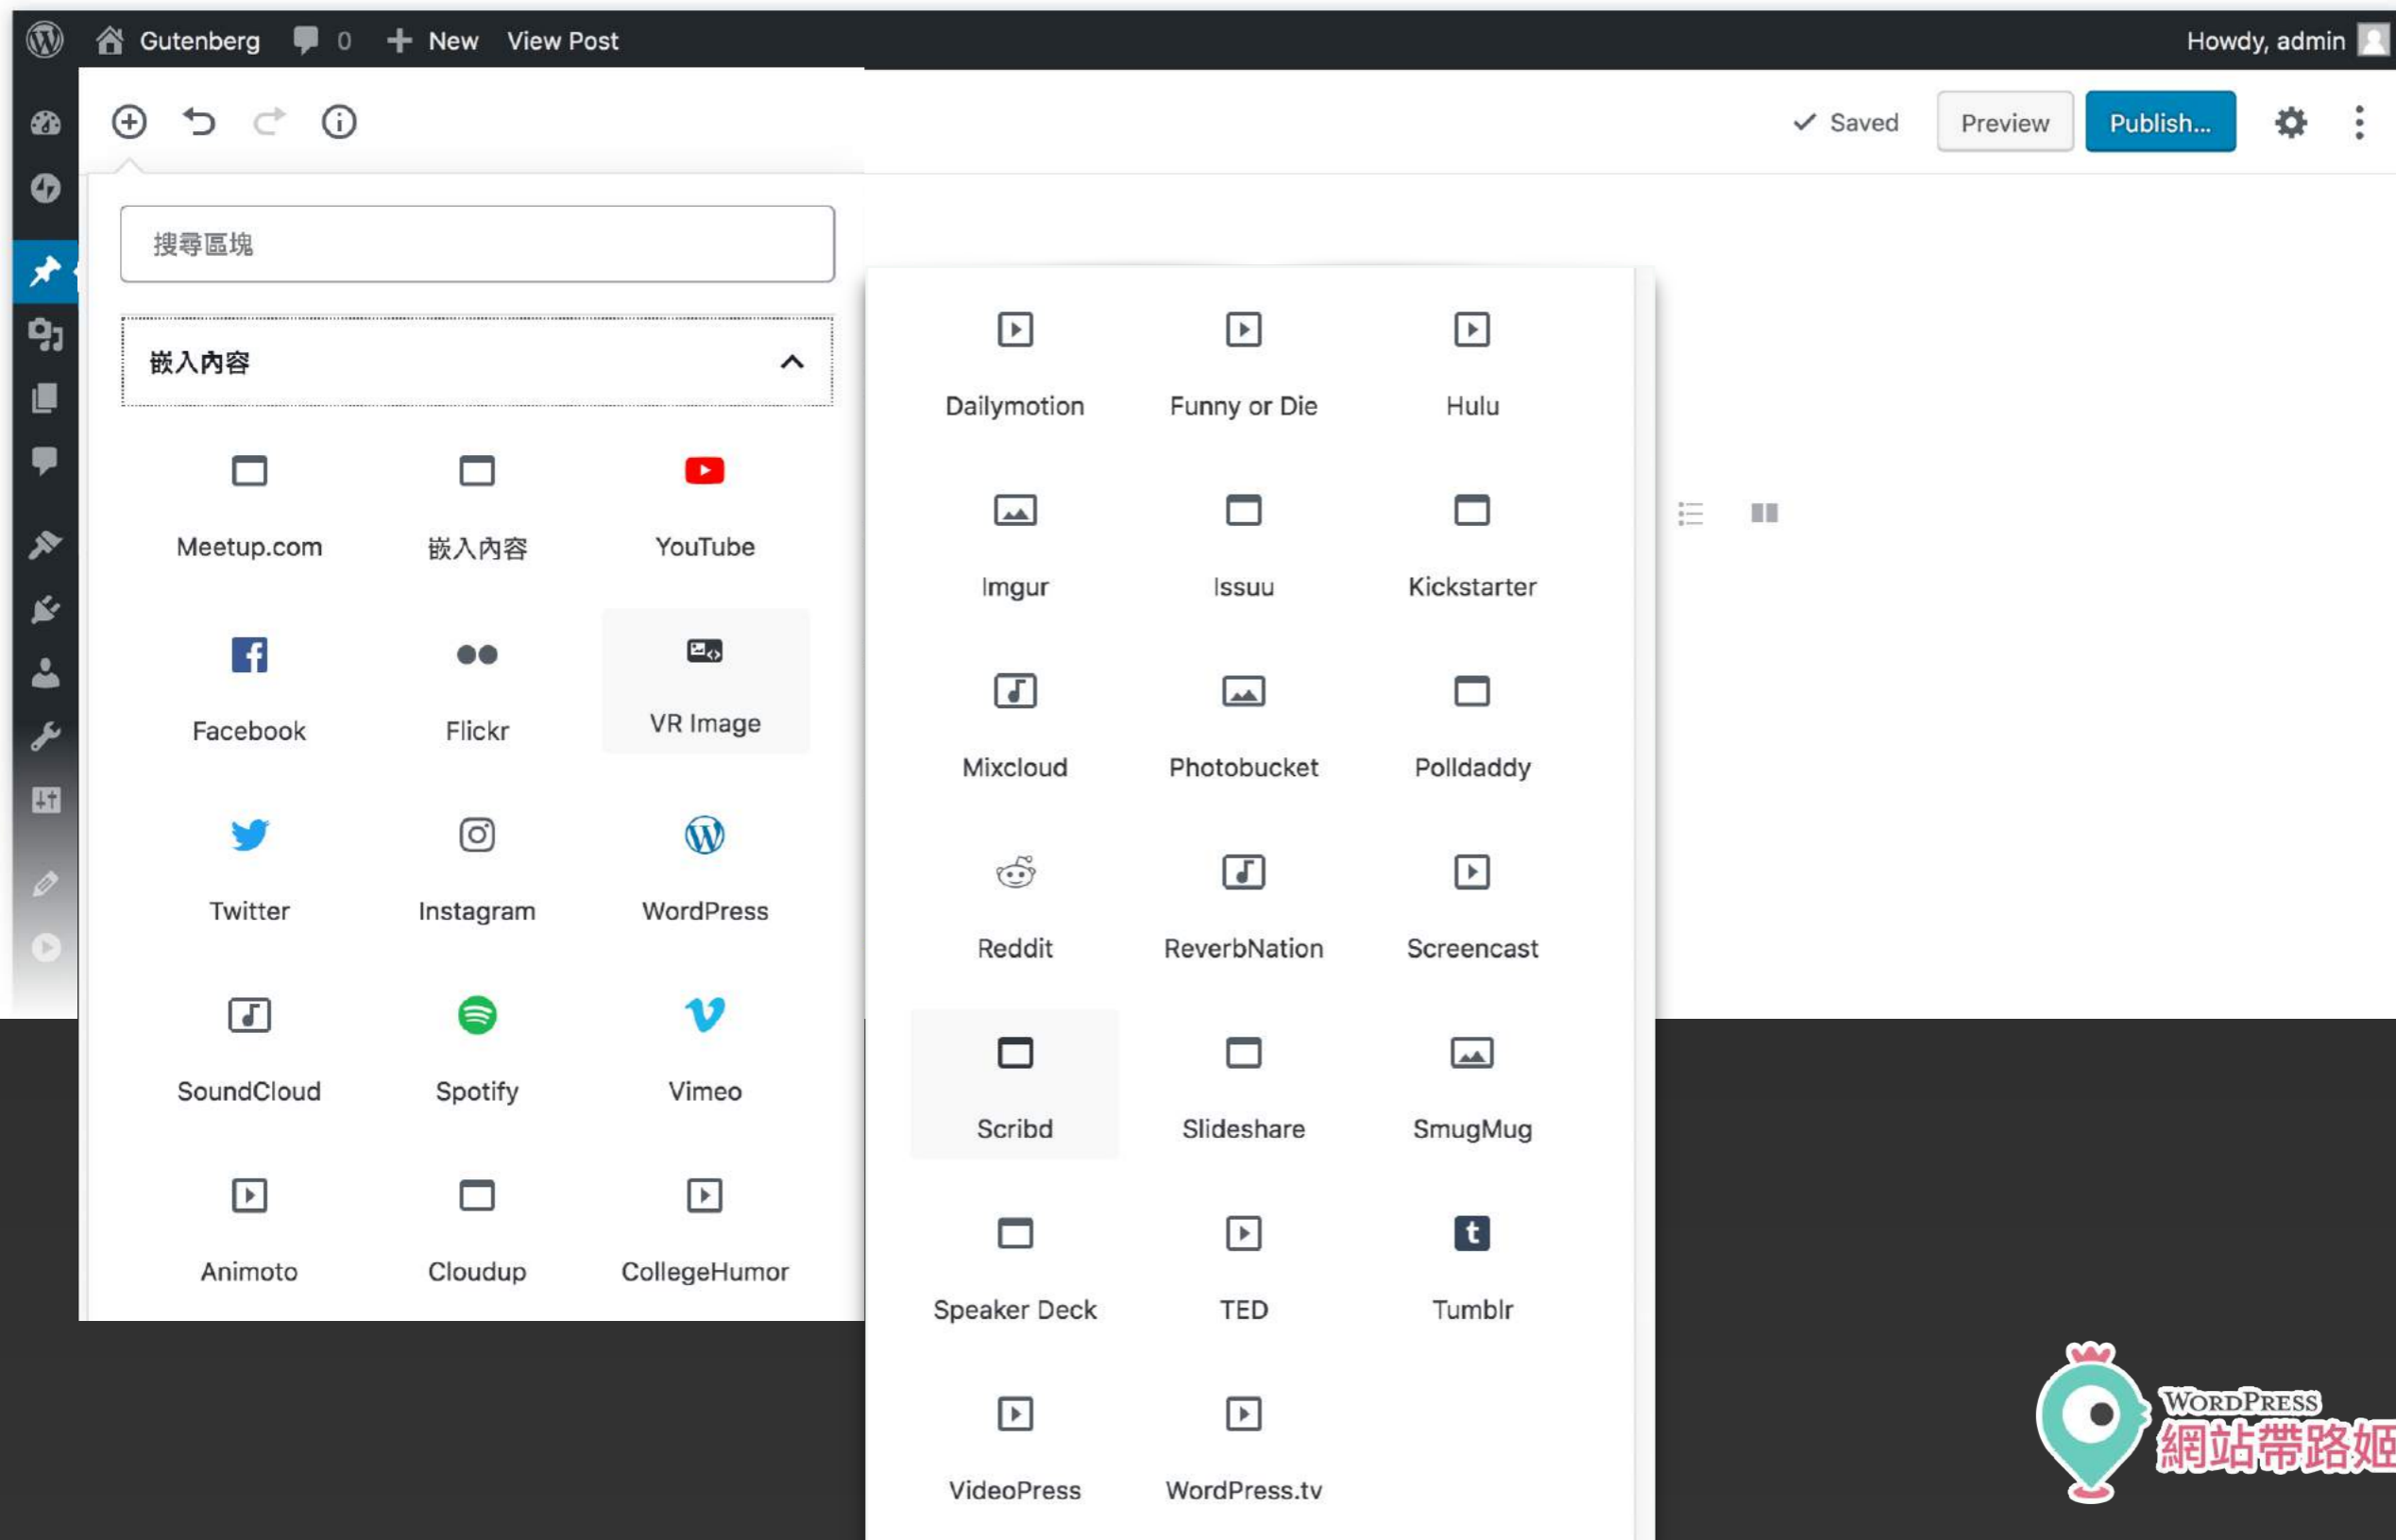 Gutenberg 0 New View Post Howdy, admin
Saved Preview Publish...
搜尋區塊
嵌入內容
Meetup.com 嵌入內容 YouTube
Facebook Flickr VR Image
Twitter Instagram WordPress
SoundCloud Spotify Vimeo
Animoto Cloudup CollegeHumor
Dailymotion Funny or Die Hulu
Imgur Issuu Kickstarter
Mixcloud Photobucket Polldaddy
Reddit ReverbNation Screencast
Scribd Slideshare SmugMug
Speaker Deck TED Tumblr
VideoPress WordPress.tv
WORDPRESS
網站帶路姬